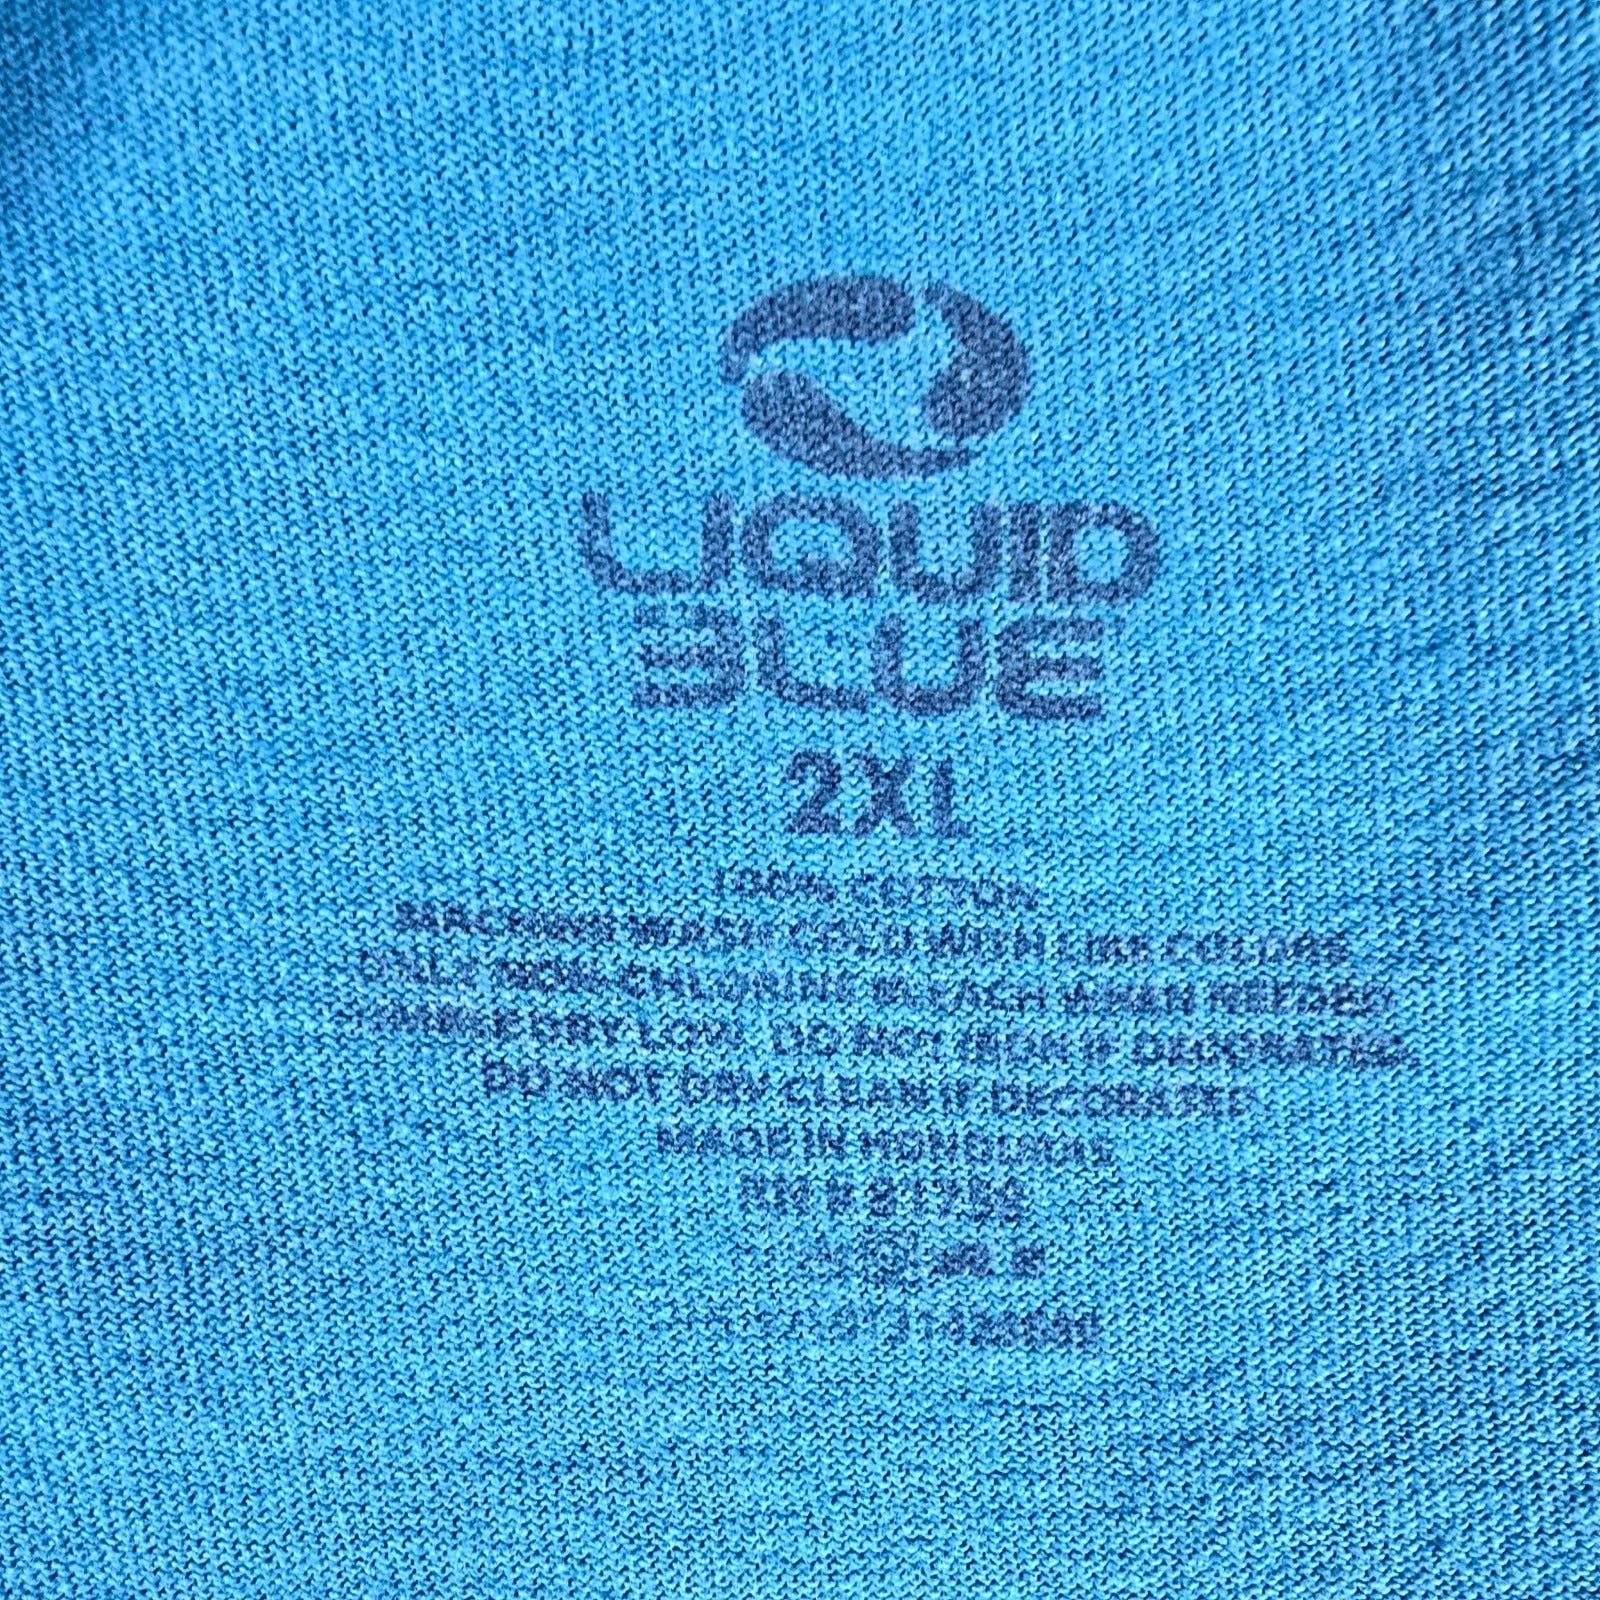 LIQUID
BLUE
2XL
100% COTTON
MACHINE WASH COLD WITH LIKE COLORS
ONLY NON-CHLORINE BLEACH WHEN NEEDED
TUMBLE DRY LOW. DO NOT IRON IF DECORATED.
DO NOT DRY CLEAN IF DECORATED
MADE IN HONDURAS
RN #